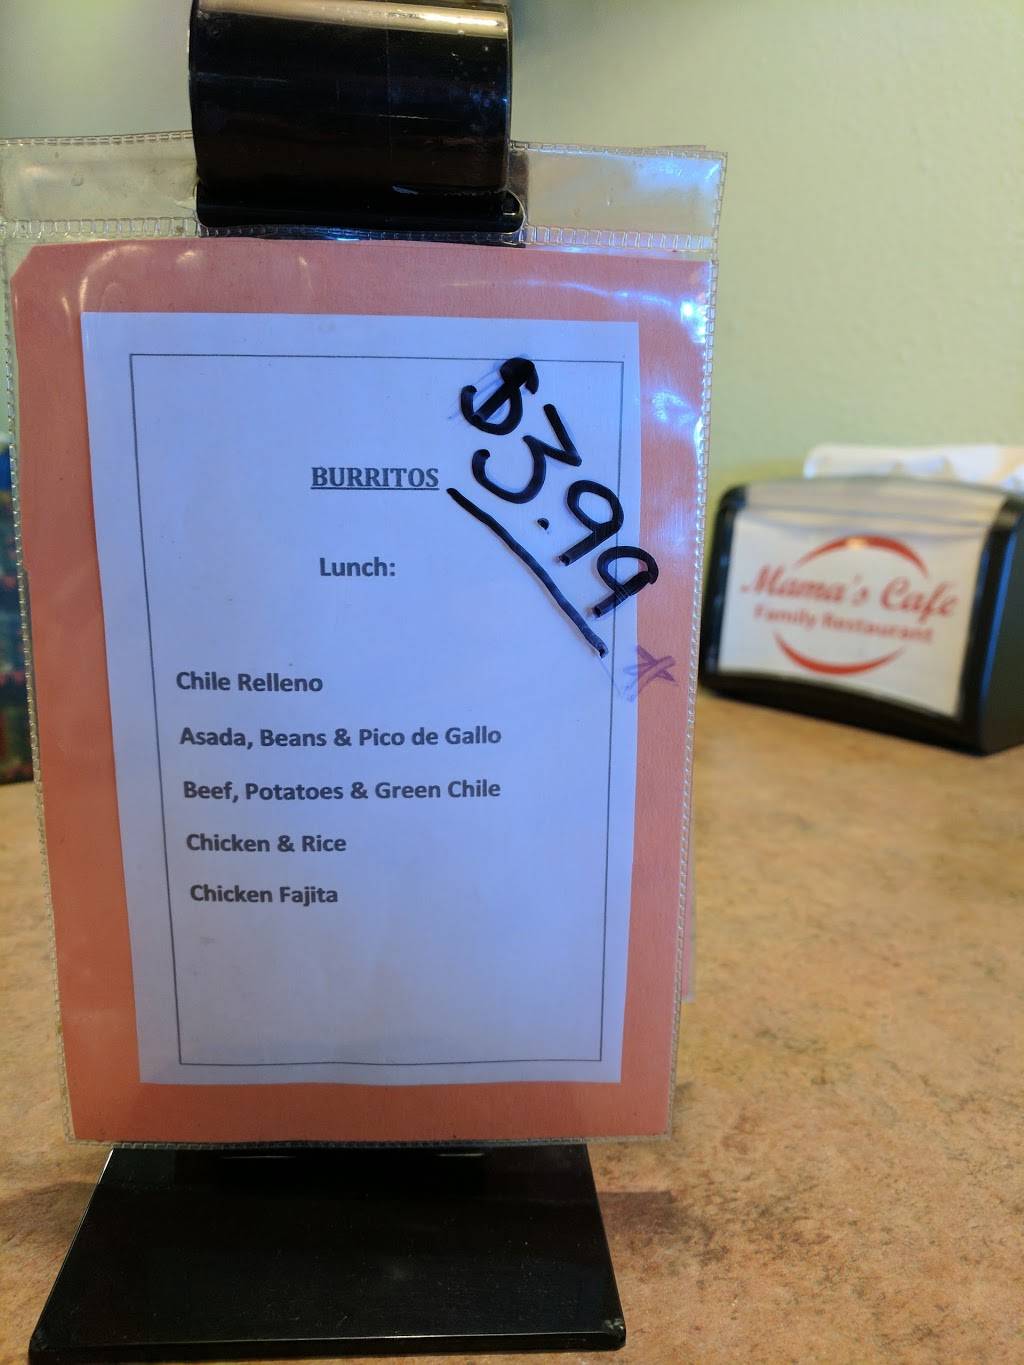 $3.99
BURRITOS
Lunch:
Chile Relleno
Asada, Beans & Pico de Gallo
Beef, Potatoes & Green Chile
Chicken & Rice
Chicken Fajita
Mama's Café
Family Restaurant